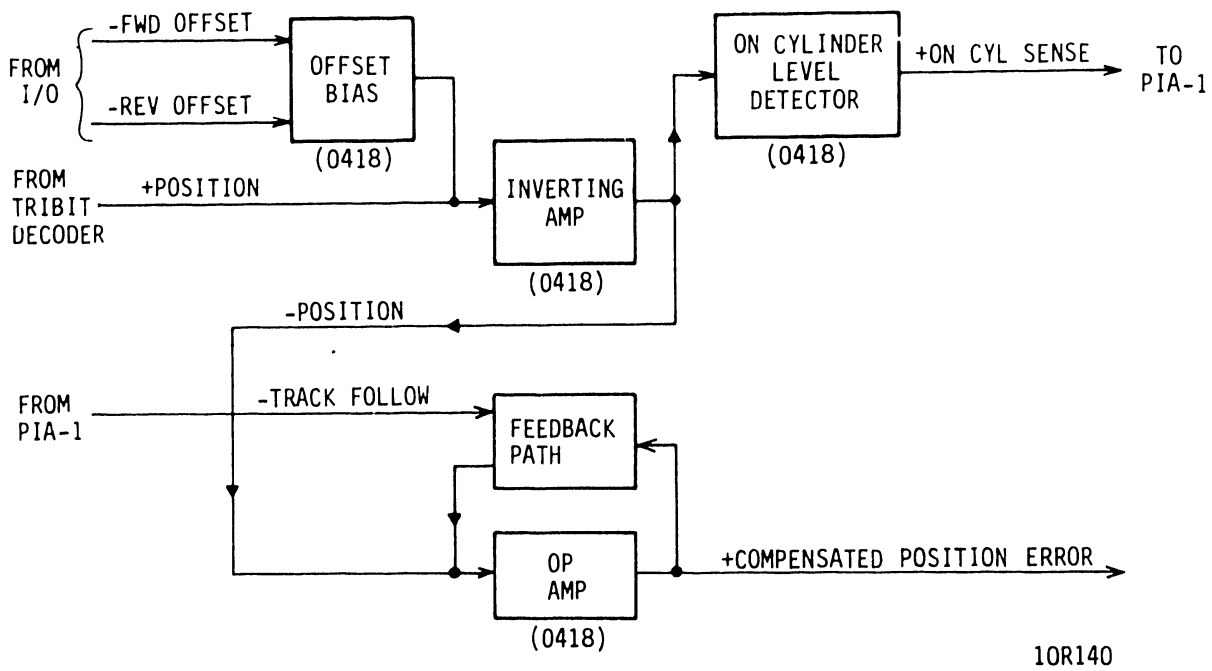 -FWD OFFSET
FROM
I/O
-REV OFFSET
OFFSET
BIAS
(0418)
ON CYLINDER
LEVEL
DETECTOR
(0418)
+ON CYL SENSE
TO
PIA-1
FROM
TRIBIT
DECODER
+POSITION
INVERTING
AMP
(0418)
-POSITION
FROM
PIA-1
-TRACK FOLLOW
FEEDBACK
PATH
OP
AMP
(0418)
+COMPENSATED POSITION ERROR
10R140